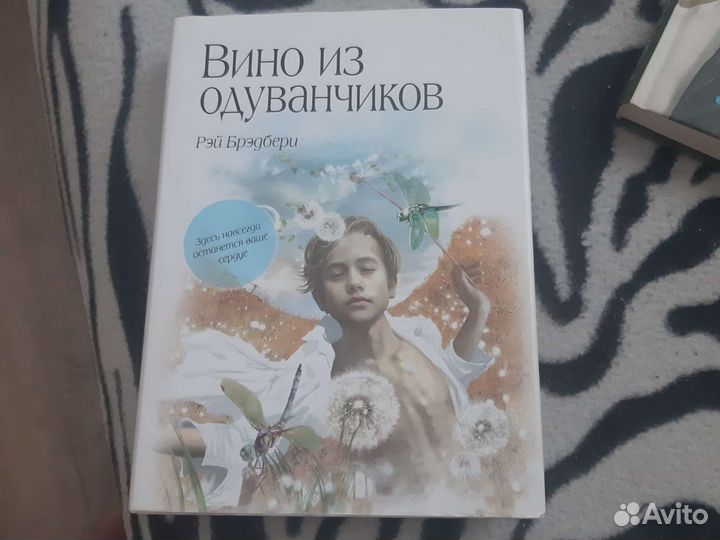 Вино из
одуванчиков
Рэй Брэдбери
Здесь навсегда
останется ваше
сердце
Avito